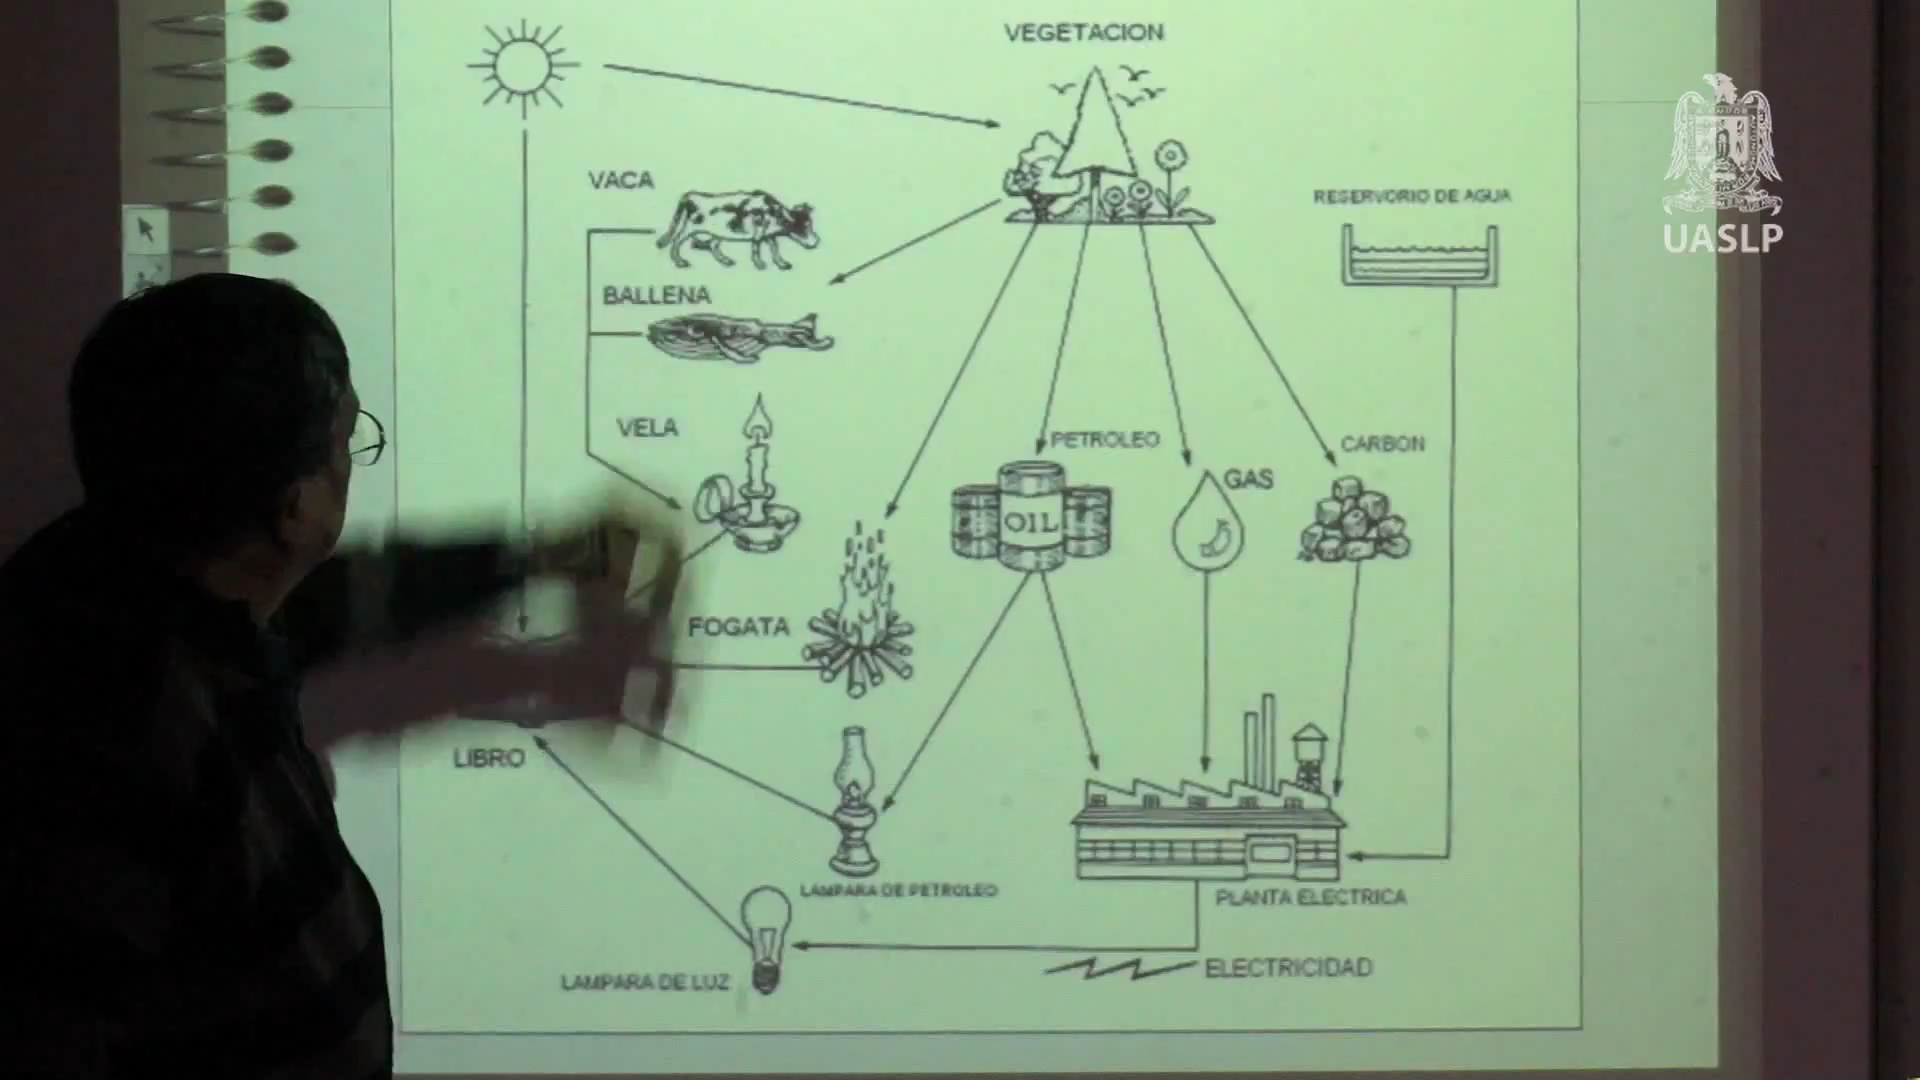 VEGETACION
VACA
RESERVORIO DE AGUA
UASLP
BALLENA
VELA
PETROLEO
CARBON
GAS
OIL
FOGATA
LIBRO
LAMPARA DE PETROLEO
PLANTA ELECTRICA
LAMPARA DE LUZ
ELECTRICIDAD